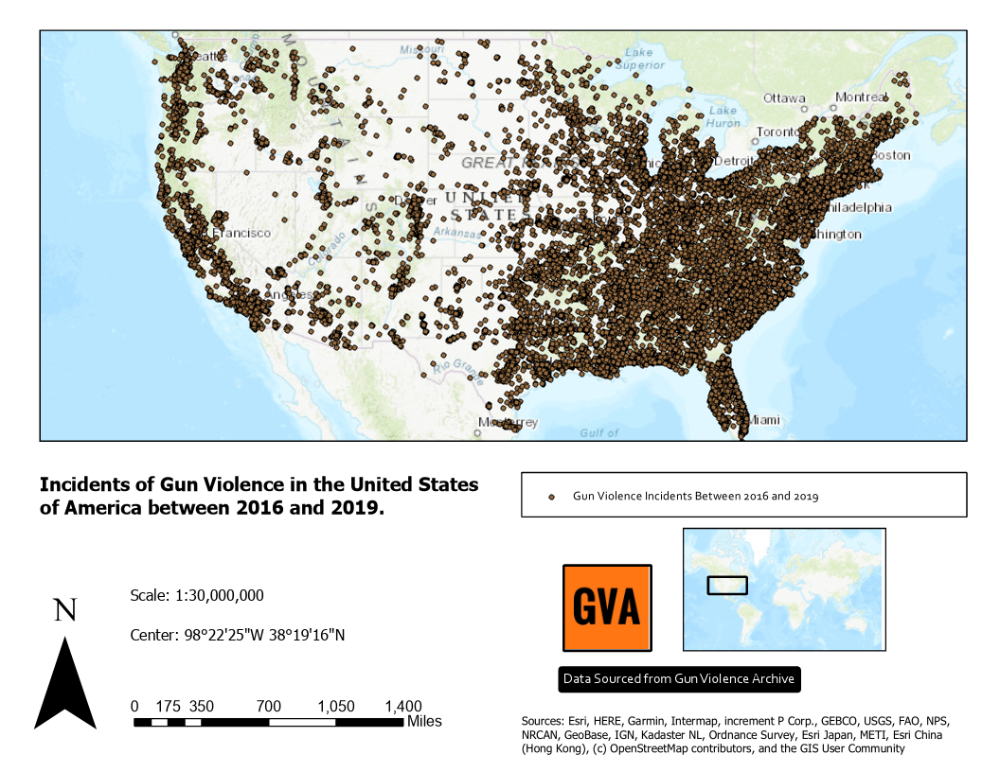 Missouri
Lake
Superior
Ottawa
Montreal
Lake
Huron
Toronto
Detroit
Boston
GREAT
UNITED
STATES
Philadelphia
Francisco
Arkansas
Colorado
Rio Grande
Miami
Gulf of
Incidents of Gun Violence in the United States
of America between 2016 and 2019.
Gun Violence Incidents Between 2016 and 2019
N
Scale: 1:30,000,000
Center: 98°22'25"W 38°19'16"N
0 175 350 700 1,050 1,400
Miles
GVA
Data Sourced from Gun Violence Archive
Sources: Esri, HERE, Garmin, Intermap, increment P Corp., GEBCO, USGS, FAO, NPS,
NRCAN, GeoBase, IGN, Kadaster NL, Ordnance Survey, Esri Japan, METI, Esri China
(Hong Kong), (c) OpenStreetMap contributors, and the GIS User Community